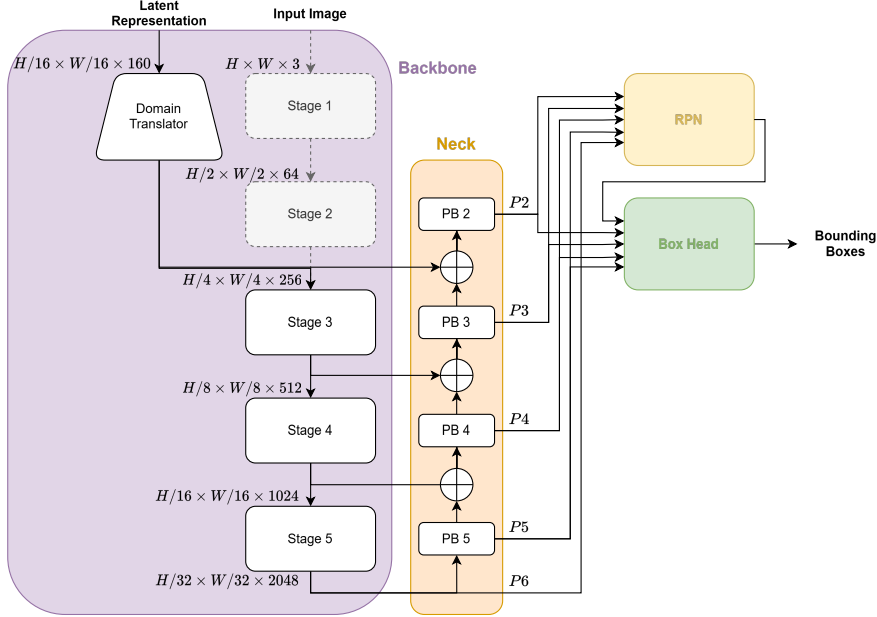 Latent
Representation
Input Image
H/16 × W/16 × 160
H × W × 3
Backbone
Domain
Translator
Stage 1
RPN
Neck
H/2 × W/2 × 64
Stage 2
PB 2
P2
Box Head
Bounding
Boxes
H/4 × W/4 × 256
Stage 3
PB 3
P3
H/8 × W/8 × 512
Stage 4
PB 4
P4
H/16 × W/16 × 1024
Stage 5
PB 5
P5
H/32 × W/32 × 2048
P6